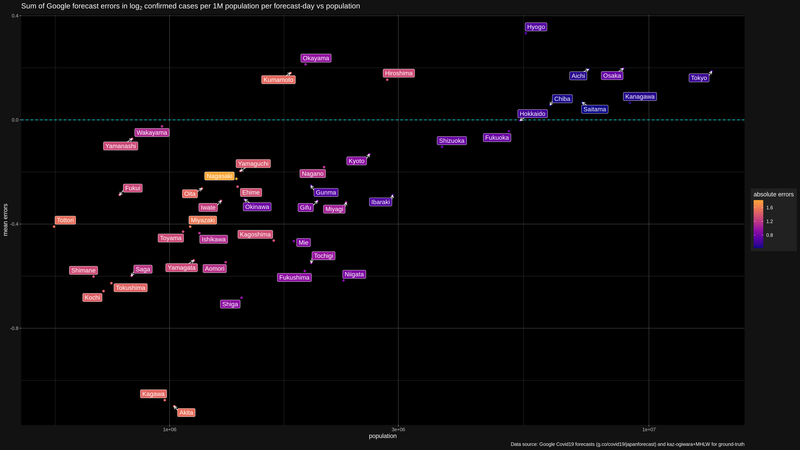 Sum of Google forecast errors in log2 confirmed cases per 1M population per forecast-day vs population
0.4
Hyogo
Okayama
Hiroshima
Kumamoto
Aichi
Osaka
Tokyo
Chiba
Kanagawa
Saitama
Hokkaido
0.0
Wakayama
Yamanashi
Shizuoka
Fukuoka
Kyoto
Yamaguchi
Nagasaki
Nagano
Fukui
Oita
Ehime
Gunma
Ibaraki
Iwate
Okinawa
Gifu
Miyagi
mean errors
Tottori
Miyazaki
-0.4
Toyama
Ishikawa
Kagoshima
Mie
Tochigi
Shimane
Saga
Yamagata
Aomori
Fukushima
Niigata
Tokushima
Kochi
Shiga
-0.8
Kagawa
Akita
1e+06
3e+06
1e+07
population
absolute errors
1.6
1.2
0.8
Data source: Google Covid19 forecasts (g.co/covid19/japanforecast) and kaz-ogiwara+MHLW for ground-truth